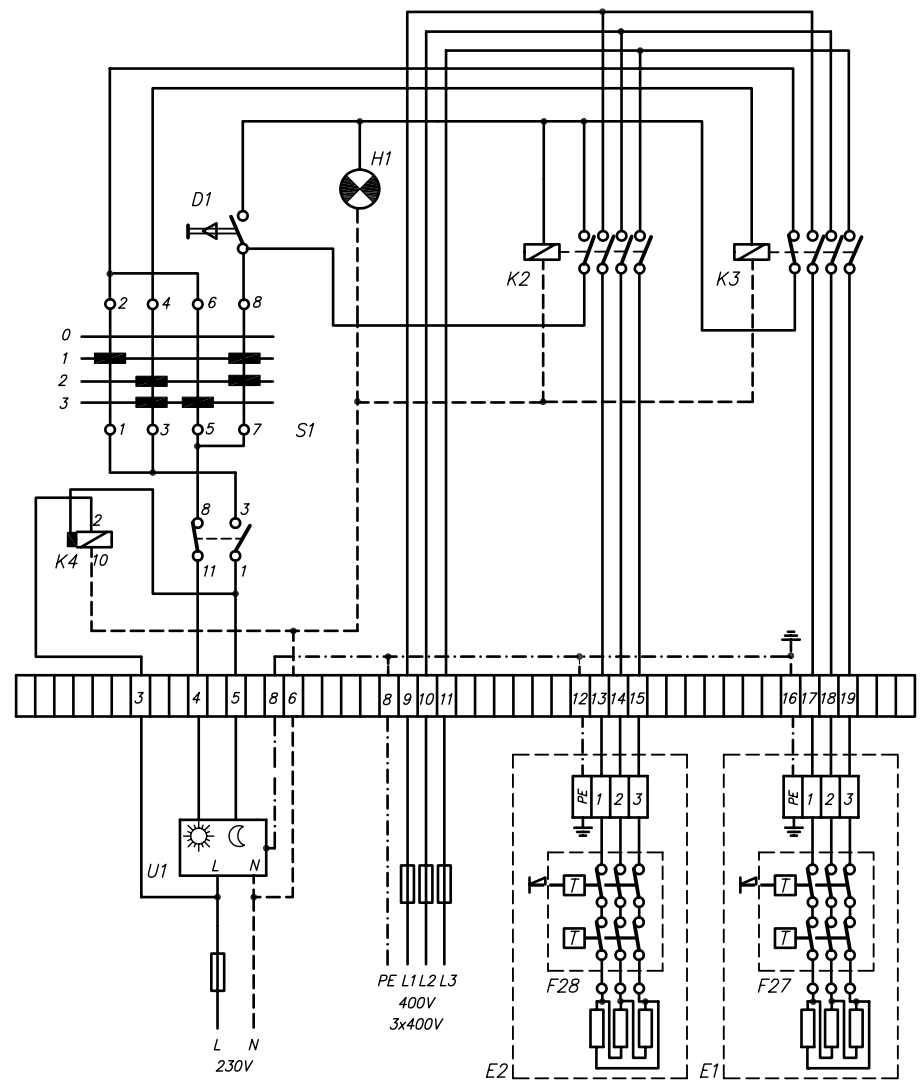 H1
D1
K2
K3
2 4 6 8
0
1
2
3
1 3 5 7
S1
8 3
2
K4 10
11 1
3 4 5 8 6 8 9 10 11 12 13 14 15 16 17 18 19
PE 1 2 3
PE 1 2 3
L N
U1
T
T
T
T
PE L1 L2 L3
400V
3x400V
F28
F27
L N
230V
E2
E1